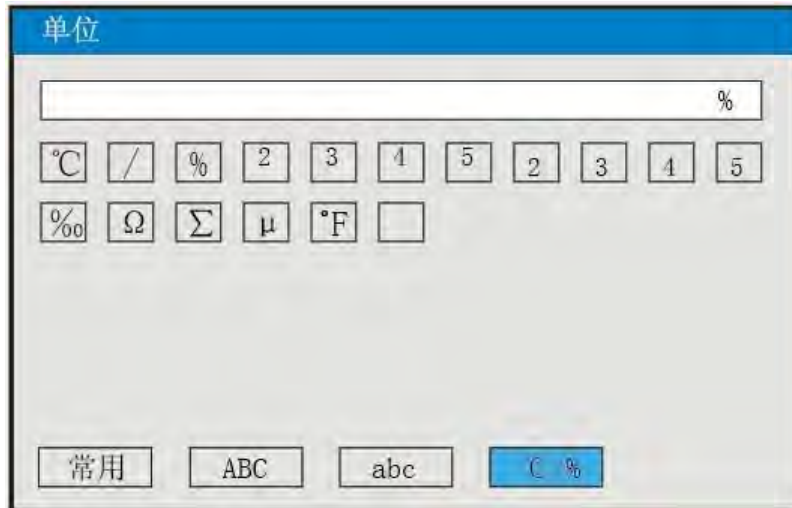 单位
%
℃ / % ² ³ ⁴ ⁵ ₂ ₃ ₄ ₅
‰ Ω Σ μ °F
常用 ABC abc C %